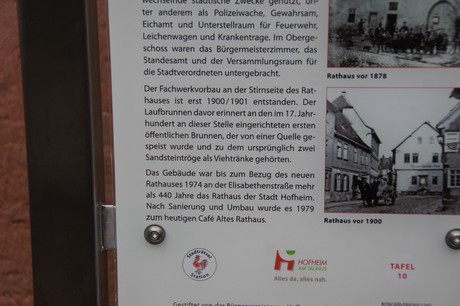 wechselnde städtische Zwecke genutzt, un-
ter anderem als Polizeiwache, Gewahrsam,
Eichamt und Unterstellraum für Feuerwehr,
Leichenwagen und Krankentrage. Im Oberge-
schoss waren das Bürgermeisterzimmer, das
Standesamt und der Versammlungsraum für
die Stadtverordneten untergebracht.
Der Fachwerkvorbau an der Stirnseite des Rat-
hauses ist erst 1900/1901 entstanden. Der
Laufbrunnen davor erinnert an den im 17. Jahr-
hundert an dieser Stelle eingerichteten ersten
öffentlichen Brunnen, der von einer Quelle ge-
speist wurde und zu dem ursprünglich zwei
Sandsteintröge als Viehtränke gehörten.
Das Gebäude war bis zum Bezug des neuen
Rathauses 1974 an der Elisabethenstraße mehr
als 440 Jahre das Rathaus der Stadt Hofheim.
Nach Sanierung und Umbau wurde es 1979
zum heutigen Café Altes Rathaus.
Rathaus vor 1878
Rathaus vor 1900
HOFHEIM
AM TAUNUS
Alles da, alles nah.
TAFEL
10